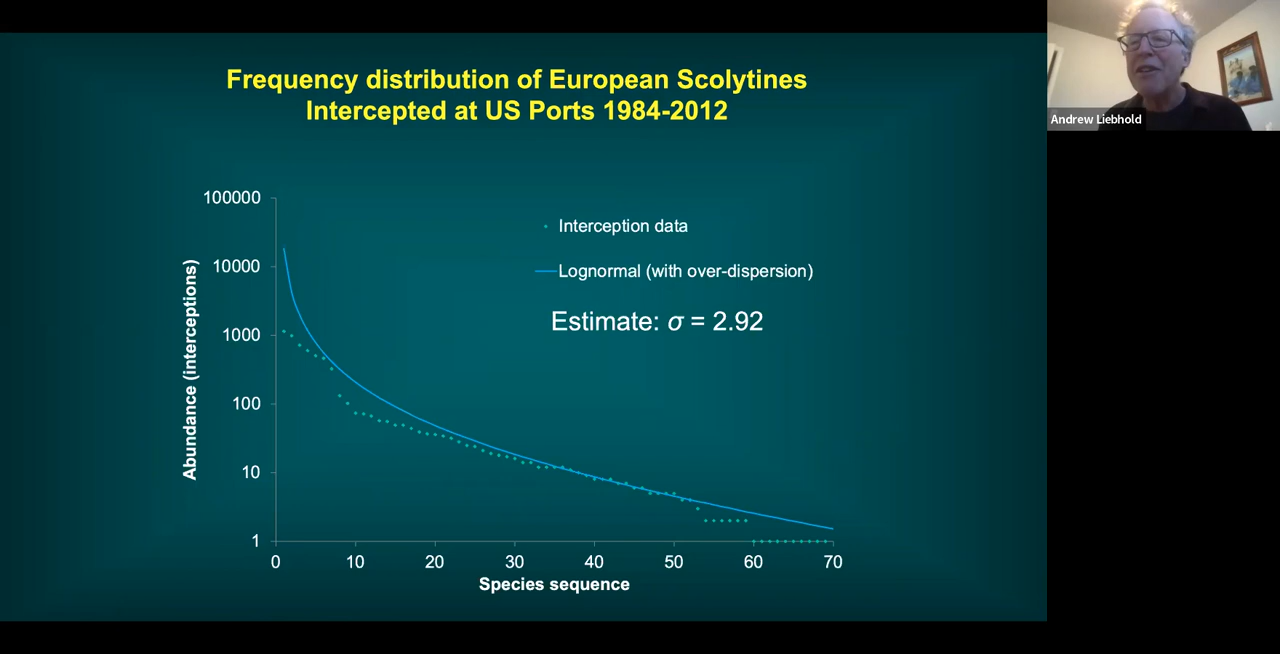 Frequency distribution of European Scolytines
Intercepted at US Ports 1984-2012
Andrew Liebhold
100000
10000
1000
100
10
1
Abundance (interceptions)
Interception data
Lognormal (with over-dispersion)
Estimate: σ = 2.92
0 10 20 30 40 50 60 70
Species sequence